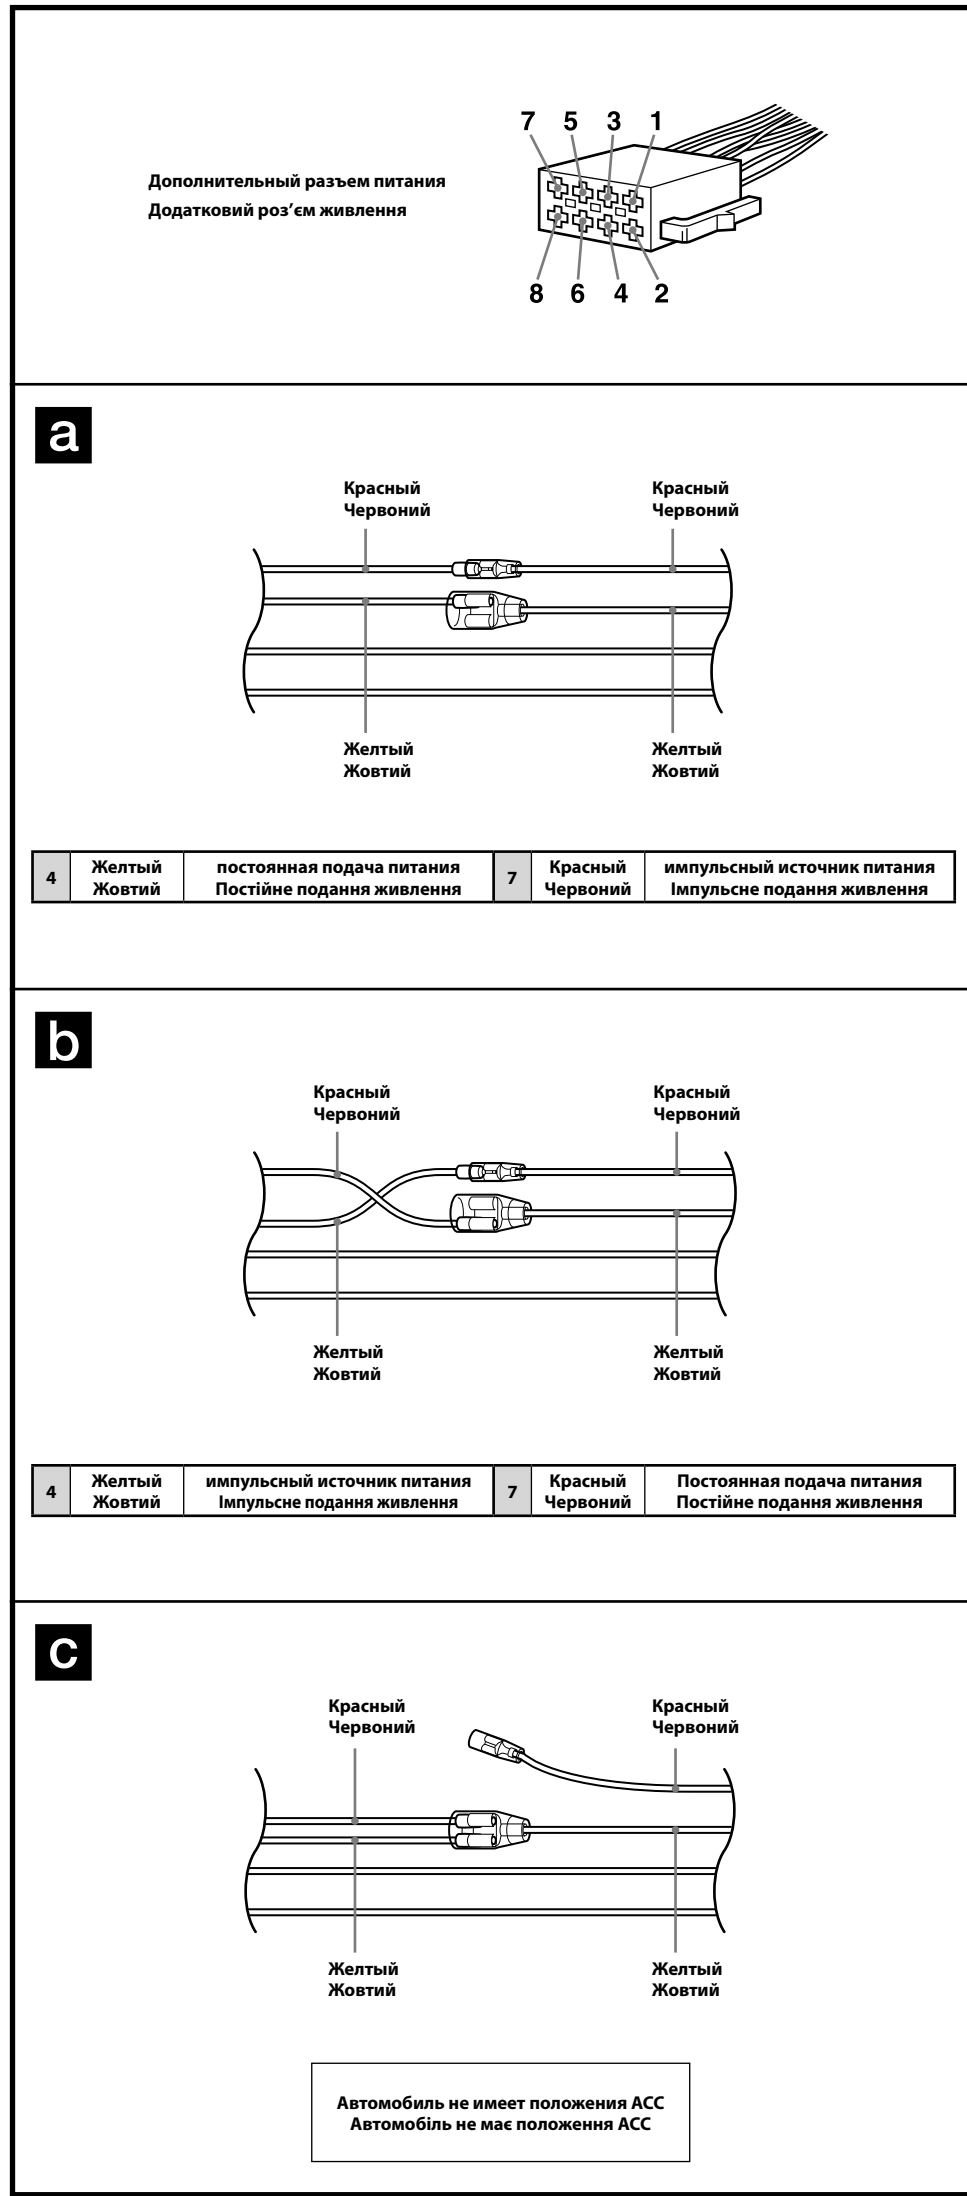 7 5 3 1
Дополнительный разъем питания
Додатковий роз’єм живлення
8 6 4 2
a
Красный Красный
Червоний Червоний
Желтый Желтый
Жовтий Жовтий
4 Желтый Жовтий постоянная подача питания Постійне подання живлення 7 Красный Червоний импульсный источник питания Імпульсне подання живлення
b
Красный Красный
Червоний Червоний
Желтый Желтый
Жовтий Жовтий
4 Желтый Жовтий импульсный источник питания Імпульсне подання живлення 7 Красный Червоний Постоянная подача питания Постійне подання живлення
c
Красный Красный
Червоний Червоний
Желтый Желтый
Жовтий Жовтий
Автомобиль не имеет положения ACC
Автомобіль не має положення ACC